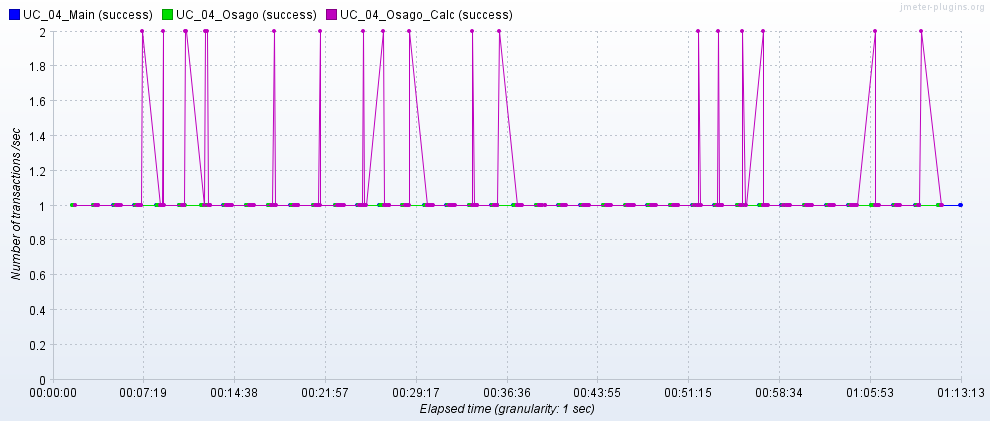 jmeter-plugins.org
UC_04_Main (success) UC_04_Osago (success) UC_04_Osago_Calc (success)
Number of transactions /sec
2
1.8
1.6
1.4
1.2
1
0.8
0.6
0.4
0.2
0
00:00:00 00:07:19 00:14:38 00:21:57 00:29:17 00:36:36 00:43:55 00:51:15 00:58:34 01:05:53 01:13:13
Elapsed time (granularity: 1 sec)